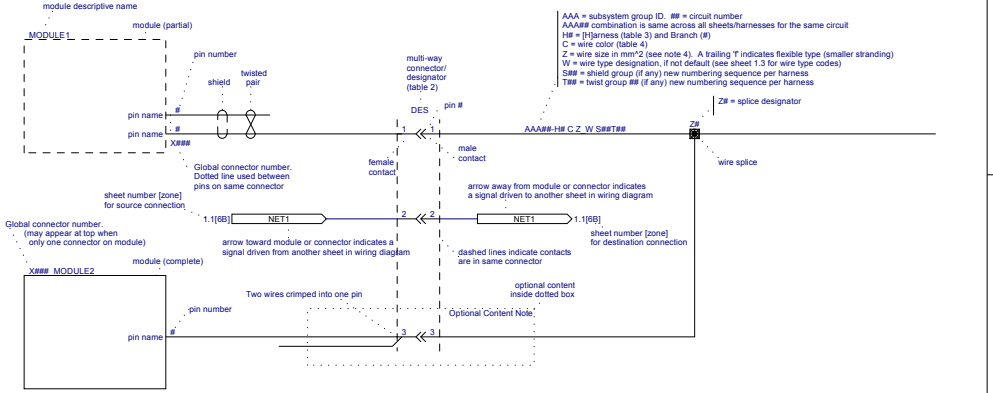 module descriptive name
MODULE1
module (partial)
AAA = subsystem group ID.  ## = circuit number
AAA## combination is same across all sheets/harnesses for the same circuit
H# = [H]arness (table 3) and Branch (#)
C = wire color (table 4)
Z = wire size in mm^2 (see note 4).  A trailing 'f' indicates flexible type (smaller stranding)
W = wire type designation, if not default (see sheet 1.3 for wire type codes)
S## = shield group (if any) new numbering sequence per harness
T## = twist group ## (if any) new numbering sequence per harness
pin number
shield
twisted
pair
multi-way
connector/
designator
(table 2)
DES
pin #
Z# = splice designator
pin name
#
pin name
#
X###
1
1
AAA##-H# C Z W S##T##
Z#
female
contact
male
contact
wire splice
Global connector number.
Dotted line used between
pins on same connector
sheet number [zone]
for source connection
arrow away from module or connector indicates
a signal driven to another sheet in wiring diagram
1.1[6B]
NET1
2
2
NET1
1.1[6B]
Global connector number.
(may appear at top when
only one connector on module)
arrow toward module or connector indicates a
signal driven from another sheet in wiring diagram
dashed lines indicate contacts
are in same connector
sheet number [zone]
for destination connection
module (complete)
X###  MODULE2
Two wires crimped into one pin
optional content
inside dotted box
pin number
Optional Content Note
pin name
#
3
3